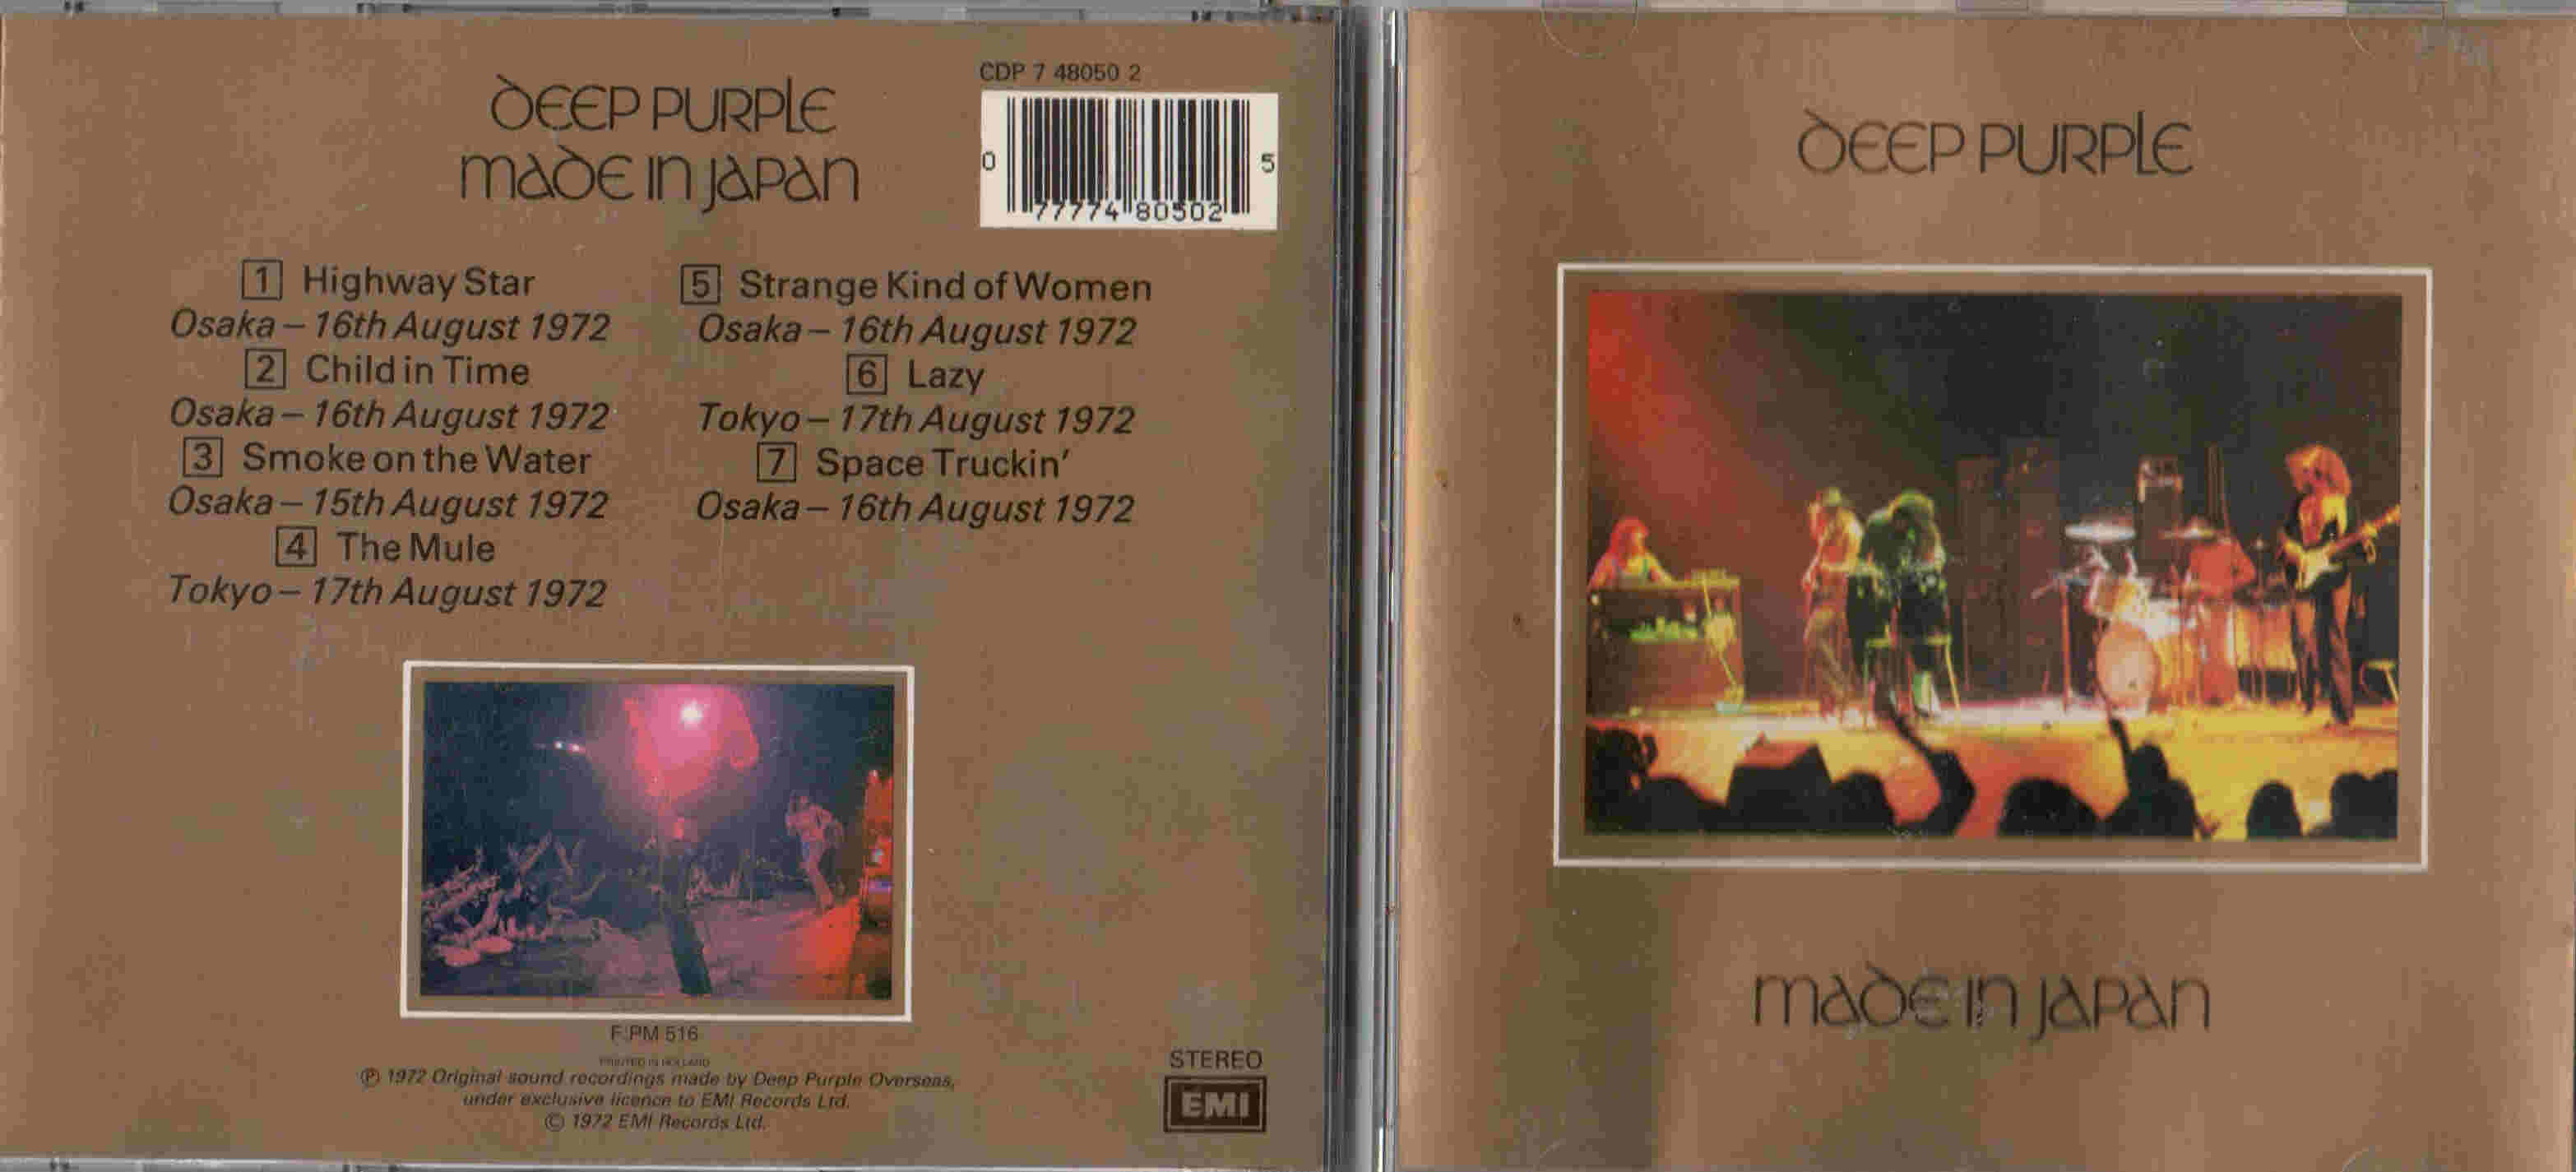 DEEP PURPLE
MADE IN JAPAN
CDP 7 48050 2
0 77774 80502 5
1 Highway Star
Osaka – 16th August 1972
2 Child in Time
Osaka – 16th August 1972
3 Smoke on the Water
Osaka – 15th August 1972
4 The Mule
Tokyo – 17th August 1972
5 Strange Kind of Women
Osaka – 16th August 1972
6 Lazy
Tokyo – 17th August 1972
7 Space Truckin'
Osaka – 16th August 1972
F:PM 516
PRINTED IN HOLLAND
Ⓟ 1972 Original sound recordings made by Deep Purple Overseas,
under exclusive licence to EMI Records Ltd.
© 1972 EMI Records Ltd.
STEREO
EMI
DEEP PURPLE
MADE IN JAPAN